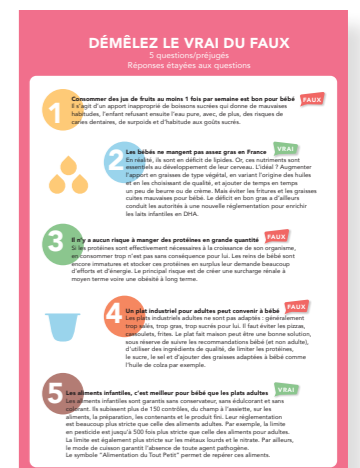 DÉMÊLEZ LE VRAI DU FAUX
5 questions/préjugés
Réponses étayées aux questions
1
Consommer des jus de fruits au moins 1 fois par semaine est bon pour bébé FAUX
Il s'agit d'un apport inapproprié de boissons sucrées qui donne de mauvaises
habitudes, l'enfant refusant ensuite l'eau pure, avec, de plus, des risques de
caries dentaires, de surpoids et d'habitude aux goûts sucrés.
2
Les bébés ne mangent pas assez gras en France VRAI
En réalité, ils sont en déficit de lipides. Or, ces nutriments sont
essentiels au développement de leur cerveau. L'idéal ? Augmenter
l'apport en graisses de type végétal, en variant l'origine des huiles
et en les choisissant de qualité, et ajouter de temps en temps
un peu de beurre ou de crème. Mais éviter les fritures et les graisses
cuites mauvaises pour bébé. Le déficit en bon gras a d'ailleurs
conduit les autorités à une nouvelle réglementation pour enrichir
les laits infantiles en DHA.
3
Il n'y a aucun risque à manger des protéines en grande quantité FAUX
Si les protéines sont effectivement nécessaires à la croissance de son organisme,
en consommer trop n'est pas sans conséquence pour lui. Les reins de bébé sont
encore immatures et stocker ces protéines en surplus leur demande beaucoup
d'efforts et d'énergie. Le principal risque est de créer une surcharge rénale à
moyen terme voire une obésité à long terme.
4
Un plat industriel pour adultes peut convenir à bébé FAUX
Les plats industriels adultes ne sont pas adaptés : généralement
trop salés, trop gras, trop sucrés pour lui. Il faut éviter les pizzas,
consoulets, frites. Le plat fait maison peut être une bonne solution,
sous réserve de suivre les recommandations bébé (et non adulte),
d'utiliser des ingrédients de qualité, de limiter les protéines,
le sucre, le sel et d'ajouter des graisses adaptées à bébé comme
l'huile de colza par exemple.
5
Les aliments infantiles, c'est meilleur pour bébé que les plats adultes VRAI
Les aliments infantiles sont garantis sans conservateur, sans édulcorant et sans
colorant. Ils subissent plus de 150 contrôles, du champ à l'assiette, sur les
aliments, la préparation, les contenants et le produit fini. Leur réglementation
est beaucoup plus stricte que celle des aliments adultes. Par exemple, la limite
en pesticide est jusqu'à 500 fois plus stricte que celle des aliments pour adultes.
La limite est également plus stricte sur les métaux lourds et le nitrate. Par ailleurs,
le mode de cuisson garantit l'absence de toute agent pathogène.
Le symbole "Alimentation du Tout Petit" permet de repérer ces aliments.